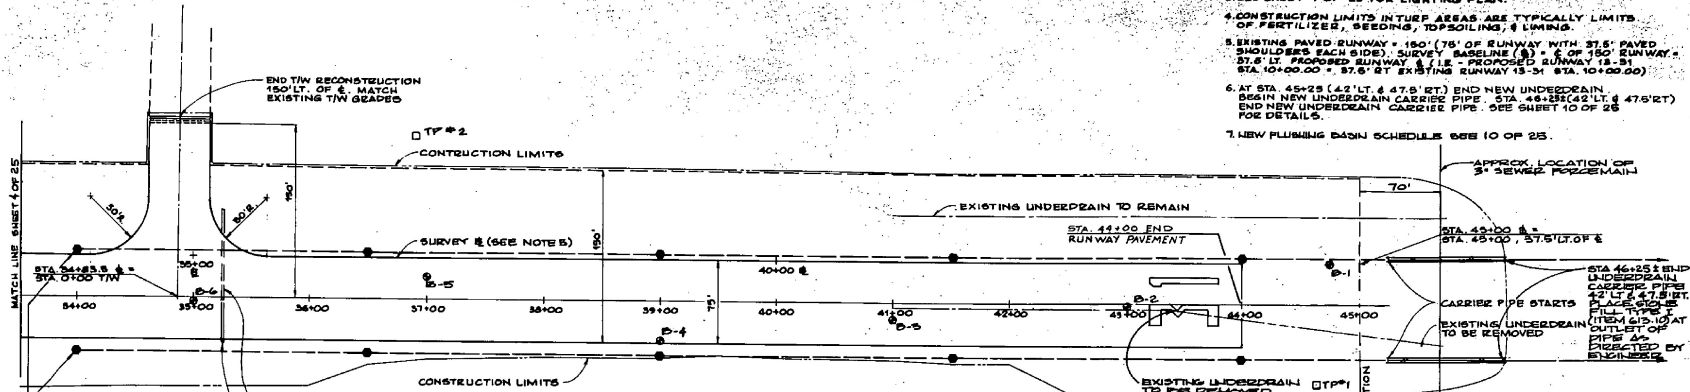 4. CONSTRUCTION LIMITS IN TURF AREAS ARE TYPICALLY LIMITS
OF FERTILIZER, SEEDING, TOPSOILING, & LIMING.
5. EXISTING PAVED RUNWAY = 150' (75' OF RUNWAY WITH 37.5' PAVED
SHOULDERS EACH SIDE). SURVEY BASELINE (℄) = ℄ OF 150' RUNWAY =
37.5' LT. PROPOSED RUNWAY ℄ (I.E. - PROPOSED RUNWAY 13-31
STA. 10+00.00 = 37.5' RT EXISTING RUNWAY 13-31 STA. 10+00.00)
6. AT STA. 45+25 (42' LT. & 47.5' RT.) END NEW UNDERDRAIN.
BEGIN NEW UNDERDRAIN CARRIER PIPE. STA. 46+25± (42' LT. & 47.5' RT)
END NEW UNDERDRAIN CARRIER PIPE. SEE SHEET 10 OF 25
FOR DETAILS.
7. NEW FLUSHING BASIN SCHEDULE SEE 10 OF 25.
END T/W RECONSTRUCTION
150' LT. OF ℄. MATCH
EXISTING T/W GRADES
TP #2
CONTRUCTION LIMITS
APPROX. LOCATION OF
3" SEWER FORCEMAIN
70'
MATCH LINE SHEET 4 OF 25
50'R.
150'
150'
EXISTING UNDERDRAIN TO REMAIN
STA. 44+00 END
RUNWAY PAVEMENT
SURVEY ℄ (SEE NOTE 5)
STA. 45+00 ℄ =
STA. 45+00, 37.5' LT. OF ℄
STA. 34+83.5 ℄ =
STA. 0+00 T/W
35+00
℄
40+00 ℄
B-1
B-5
B-6
B-2
34+00
35+00
36+00
37+00
38+00
39+00
40+00
41+00
42+00
43+00
44+00
45+00
75'
B-4
B-3
CARRIER PIPE STARTS
EXISTING UNDERDRAIN
TO BE REMOVED
STA 46+25± END
UNDERDRAIN
CARRIER PIPE
42' LT. & 47.5' RT.
PLACE STONE
FILL TYPE I
(ITEM 613.10) AT
OUTLET OF
PIPE AS
DIRECTED BY
ENGINEER
CONSTRUCTION LIMITS
EXISTING UNDERDRAIN
TO BE REMOVED
TP#1